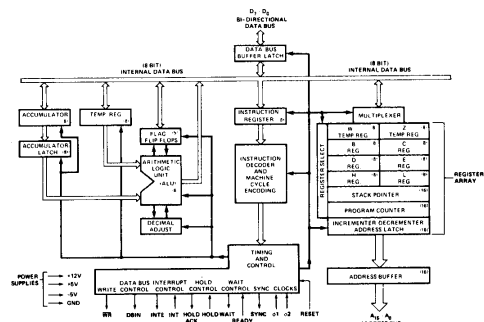 D7 D0
BI-DIRECTIONAL
DATA BUS
DATA BUS
BUFFER LATCH
(8 BIT)
INTERNAL DATA BUS
(8 BIT)
INTERNAL DATA BUS
ACCUMULATOR
TEMP REG
INSTRUCTION
REGISTER
MULTIPLEXER
FLAG
FLIP FLOPS
ACCUMULATOR
LATCH
ARITHMETIC
LOGIC
UNIT
ALU
DECIMAL
ADJUST
INSTRUCTION
DECODER
AND
MACHINE
CYCLE
ENCODING
REGISTER SELECT
W
TEMP REG
Z
TEMP REG
B
REG
C
REG
D
REG
E
REG
H
REG
L
REG
STACK POINTER
PROGRAM COUNTER
INCREMENTER DECREMENTER
ADDRESS LATCH
REGISTER
ARRAY
TIMING
AND
CONTROL
DATA BUS INTERRUPT HOLD WAIT
WRITE CONTROL CONTROL CONTROL CONTROL SYNC CLOCKS
ADDRESS BUFFER
POWER
SUPPLIES
+12V
+5V
-5V
GND
WR DBIN INTE INT HOLD HOLD WAIT SYNC φ1 φ2 RESET
ACK READY
A15 A0